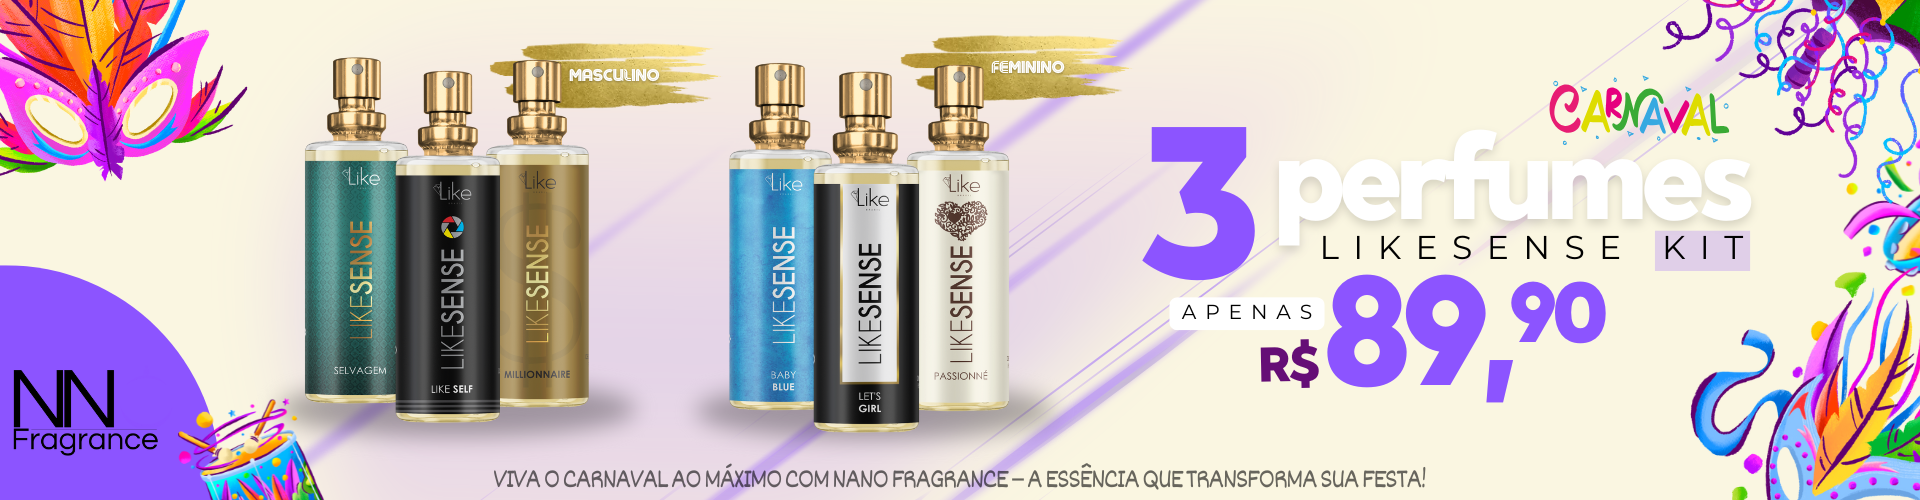 MASCULINO
FEMININO
Like
LIKESENSE
SELVAGEM
Like
LIKESENSE
LIKE SELF
Like
LIKESENSE
MILLIONNAIRE
Like
LIKESENSE
BABY
BLUE
Like
LIKESENSE
LET'S
GIRL
Like
LIKESENSE
PASSIONNÉ
CARNAVAL
3 perfumes
LIKESENSE KIT
APENAS
R$ 89,90
NN
Fragrance
VIVA O CARNAVAL AO MÁXIMO COM NANO FRAGRANCE – A ESSÊNCIA QUE TRANSFORMA SUA FESTA!